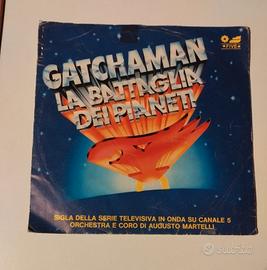 FIVE
GATCHAMAN
LA BATTAGLIA
DEI PIANETI
SIGLA DELLA SERIE TELEVISIVA IN ONDA SU CANALE 5
ORCHESTRA E CORO DI AUGUSTO MARTELLI
subito